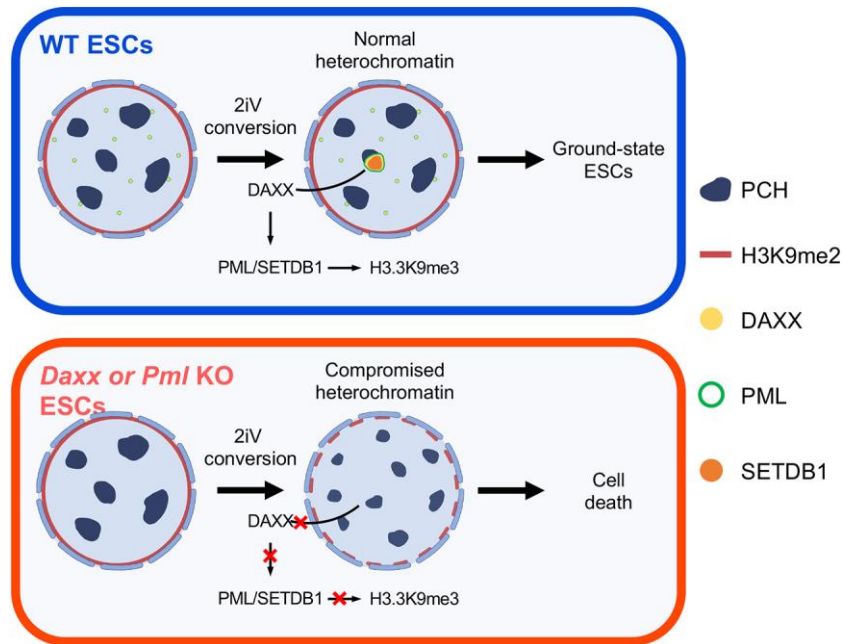 WT ESCs
Normal
heterochromatin
2iV
conversion
DAXX
PML/SETDB1
H3.3K9me3
Ground-state
ESCs
Daxx or Pml KO
ESCs
Compromised
heterochromatin
2iV
conversion
DAXX
PML/SETDB1
H3.3K9me3
Cell
death
PCH
H3K9me2
DAXX
PML
SETDB1